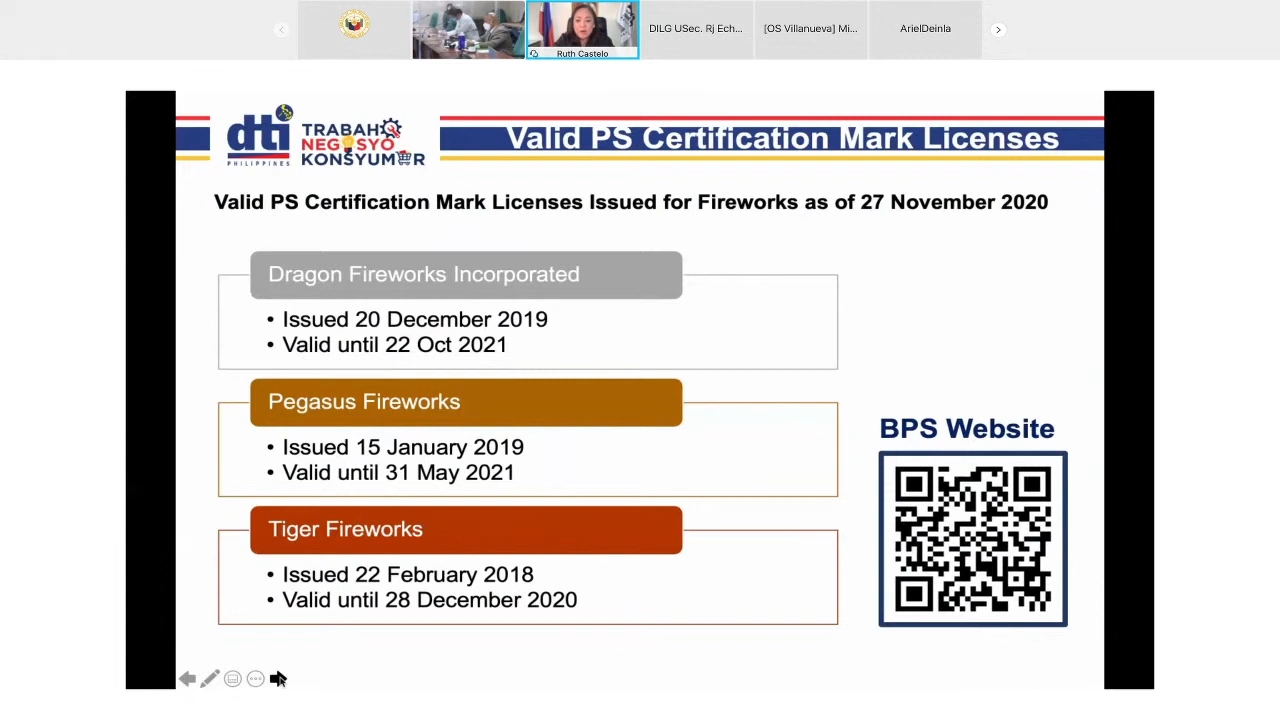 Ruth Castelo
DILG USec. Rj Ech...
[OS Villanueva] Mi...
ArielDeinla
dti
PHILIPPINES
TRABAHO
NEGOSYO
KONSYUMER
Valid PS Certification Mark Licenses
Valid PS Certification Mark Licenses Issued for Fireworks as of 27 November 2020
Dragon Fireworks Incorporated
• Issued 20 December 2019
• Valid until 22 Oct 2021
Pegasus Fireworks
• Issued 15 January 2019
• Valid until 31 May 2021
Tiger Fireworks
• Issued 22 February 2018
• Valid until 28 December 2020
BPS Website